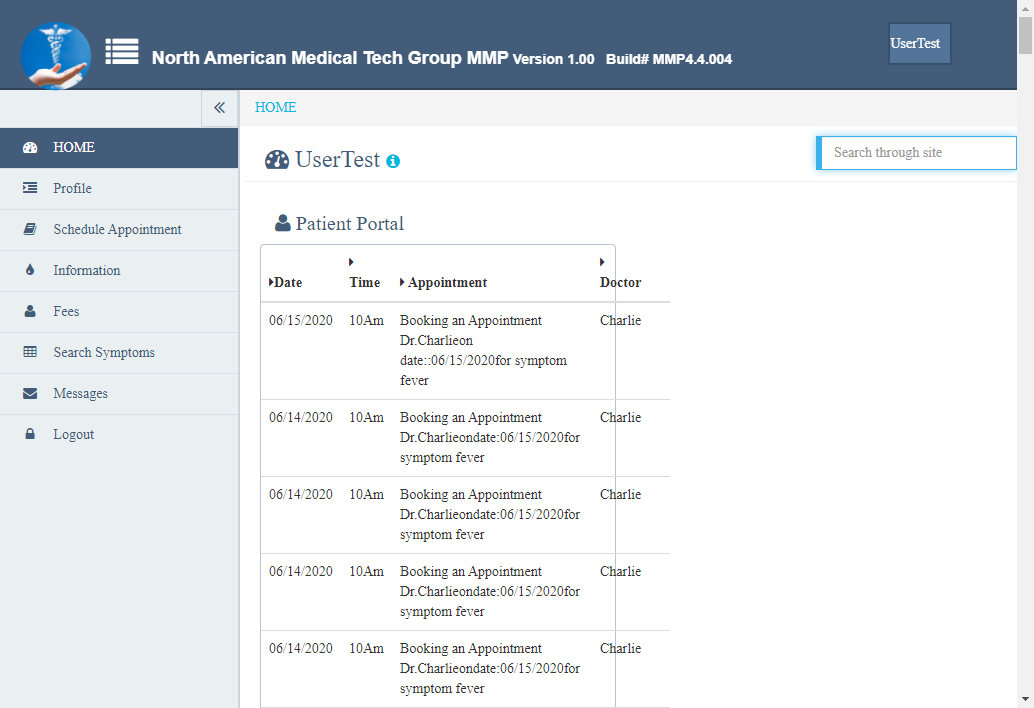 North American Medical Tech Group MMP Version 1.00 Build# MMP4.4.004
UserTest
«
HOME
HOME
Profile
Schedule Appointment
Information
Fees
Search Symptoms
Messages
Logout
UserTest
Search through site
Patient Portal
Date Time Appointment Doctor
06/15/2020 10Am Booking an Appointment Charlie
Dr.Charlieon
date::06/15/2020for symptom
fever
06/14/2020 10Am Booking an Appointment Charlie
Dr.Charlieondate:06/15/2020for
symptom fever
06/14/2020 10Am Booking an Appointment Charlie
Dr.Charlieondate:06/15/2020for
symptom fever
06/14/2020 10Am Booking an Appointment Charlie
Dr.Charlieondate:06/15/2020for
symptom fever
06/14/2020 10Am Booking an Appointment Charlie
Dr.Charlieondate:06/15/2020for
symptom fever